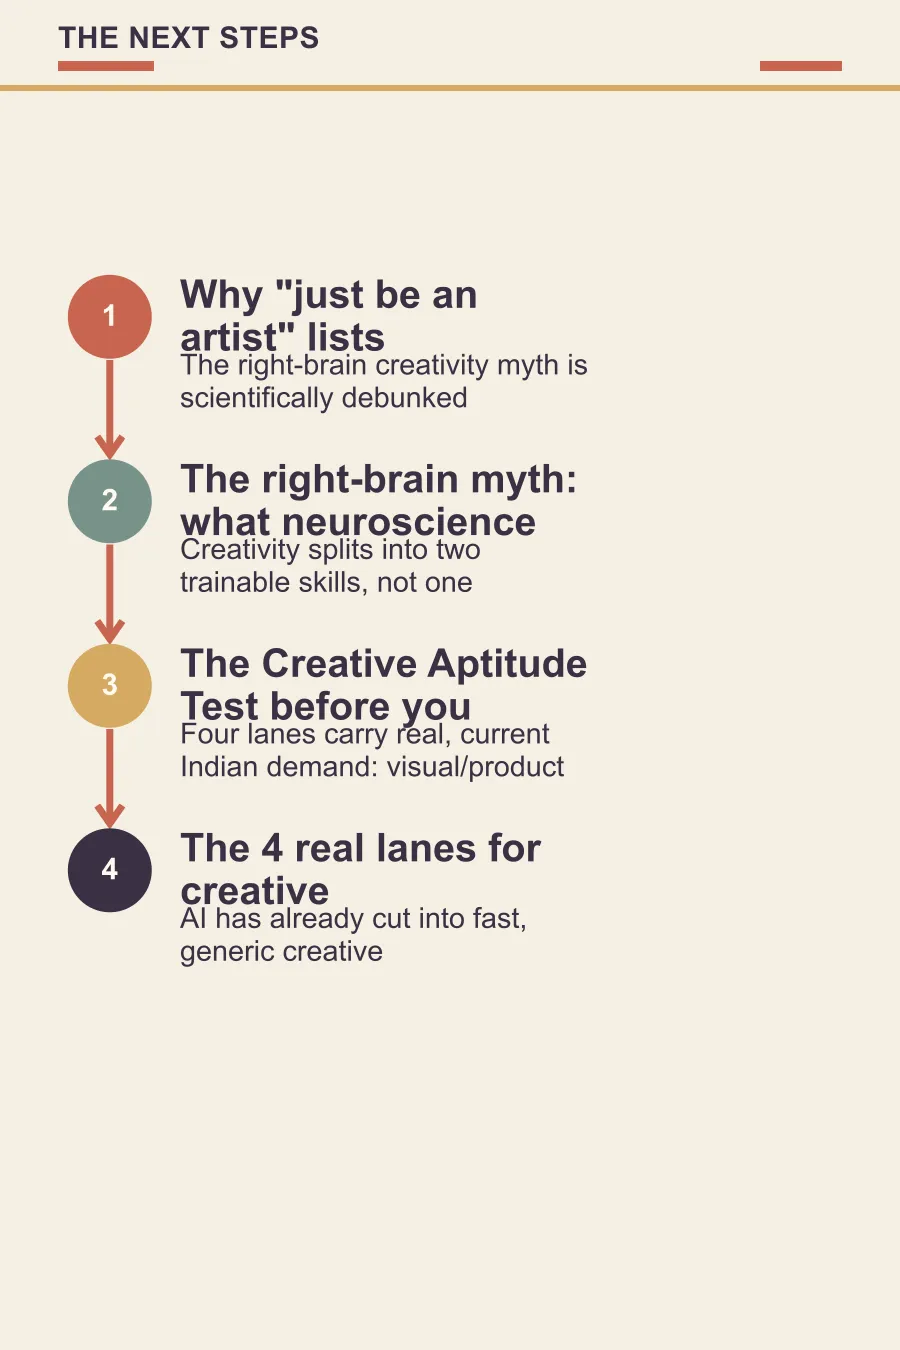 THE NEXT STEPS
1
Why "just be an
artist" lists
The right-brain creativity myth is
scientifically debunked
2
The right-brain myth:
what neuroscience
Creativity splits into two
trainable skills, not one
3
The Creative Aptitude
Test before you
Four lanes carry real, current
Indian demand: visual/product
4
The 4 real lanes for
creative
AI has already cut into fast,
generic creative